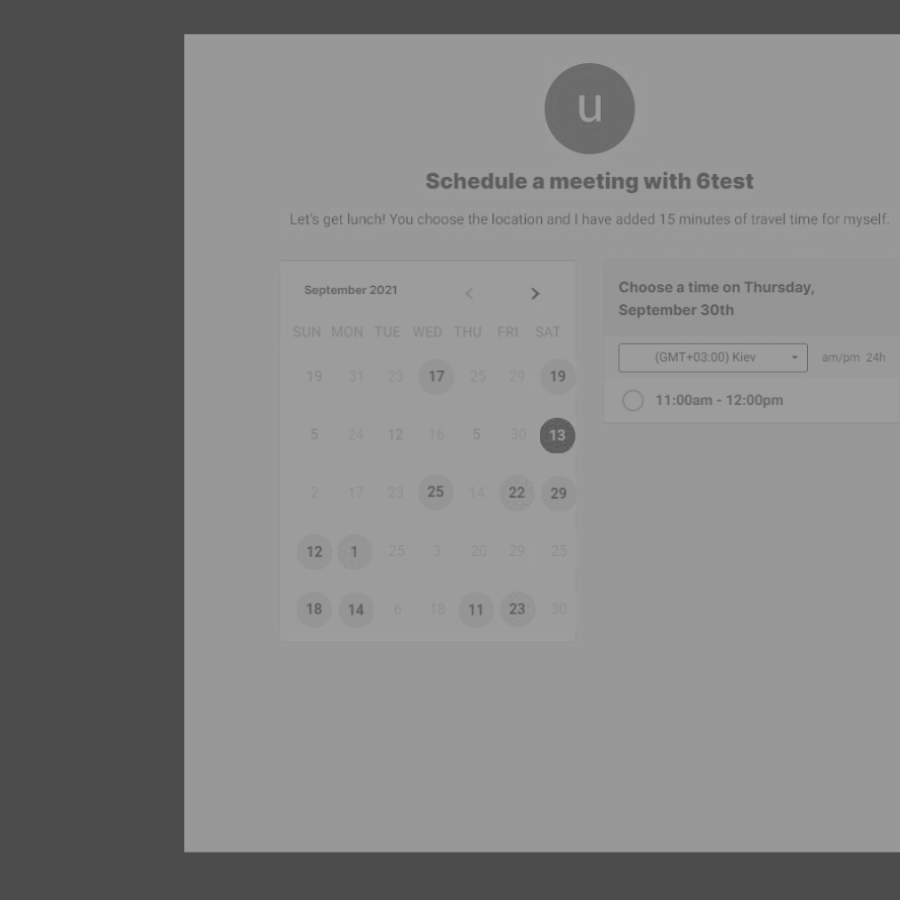 u
Schedule a meeting with 6test
Let's get lunch! You choose the location and I have added 15 minutes of travel time for myself.
September 2021
SUN MON TUE WED THU FRI SAT
19 31 23 17 25 29 19
5 24 12 16 5 30 13
2 17 23 25 14 22 29
12 1 25 3 20 29 25
18 14 6 18 11 23 30
Choose a time on Thursday,
September 30th
(GMT+03:00) Kiev am/pm 24h
11:00am - 12:00pm